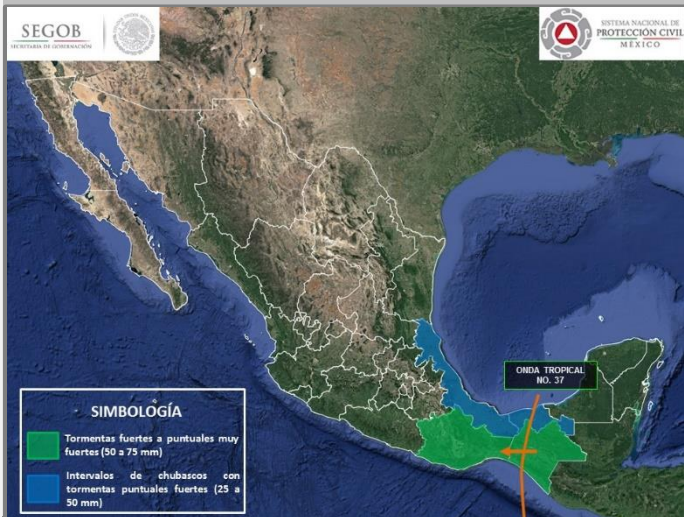 SEGOB
SECRETARÍA DE GOBERNACIÓN
SISTEMA NACIONAL DE
PROTECCIÓN CIVIL
MÉXICO
ONDA TROPICAL
NO. 37
SIMBOLOGÍA
Tormentas fuertes a puntuales muy
fuertes (50 a 75 mm)
Intervalos de chubascos con
tormentas puntuales fuertes (25 a
50 mm)